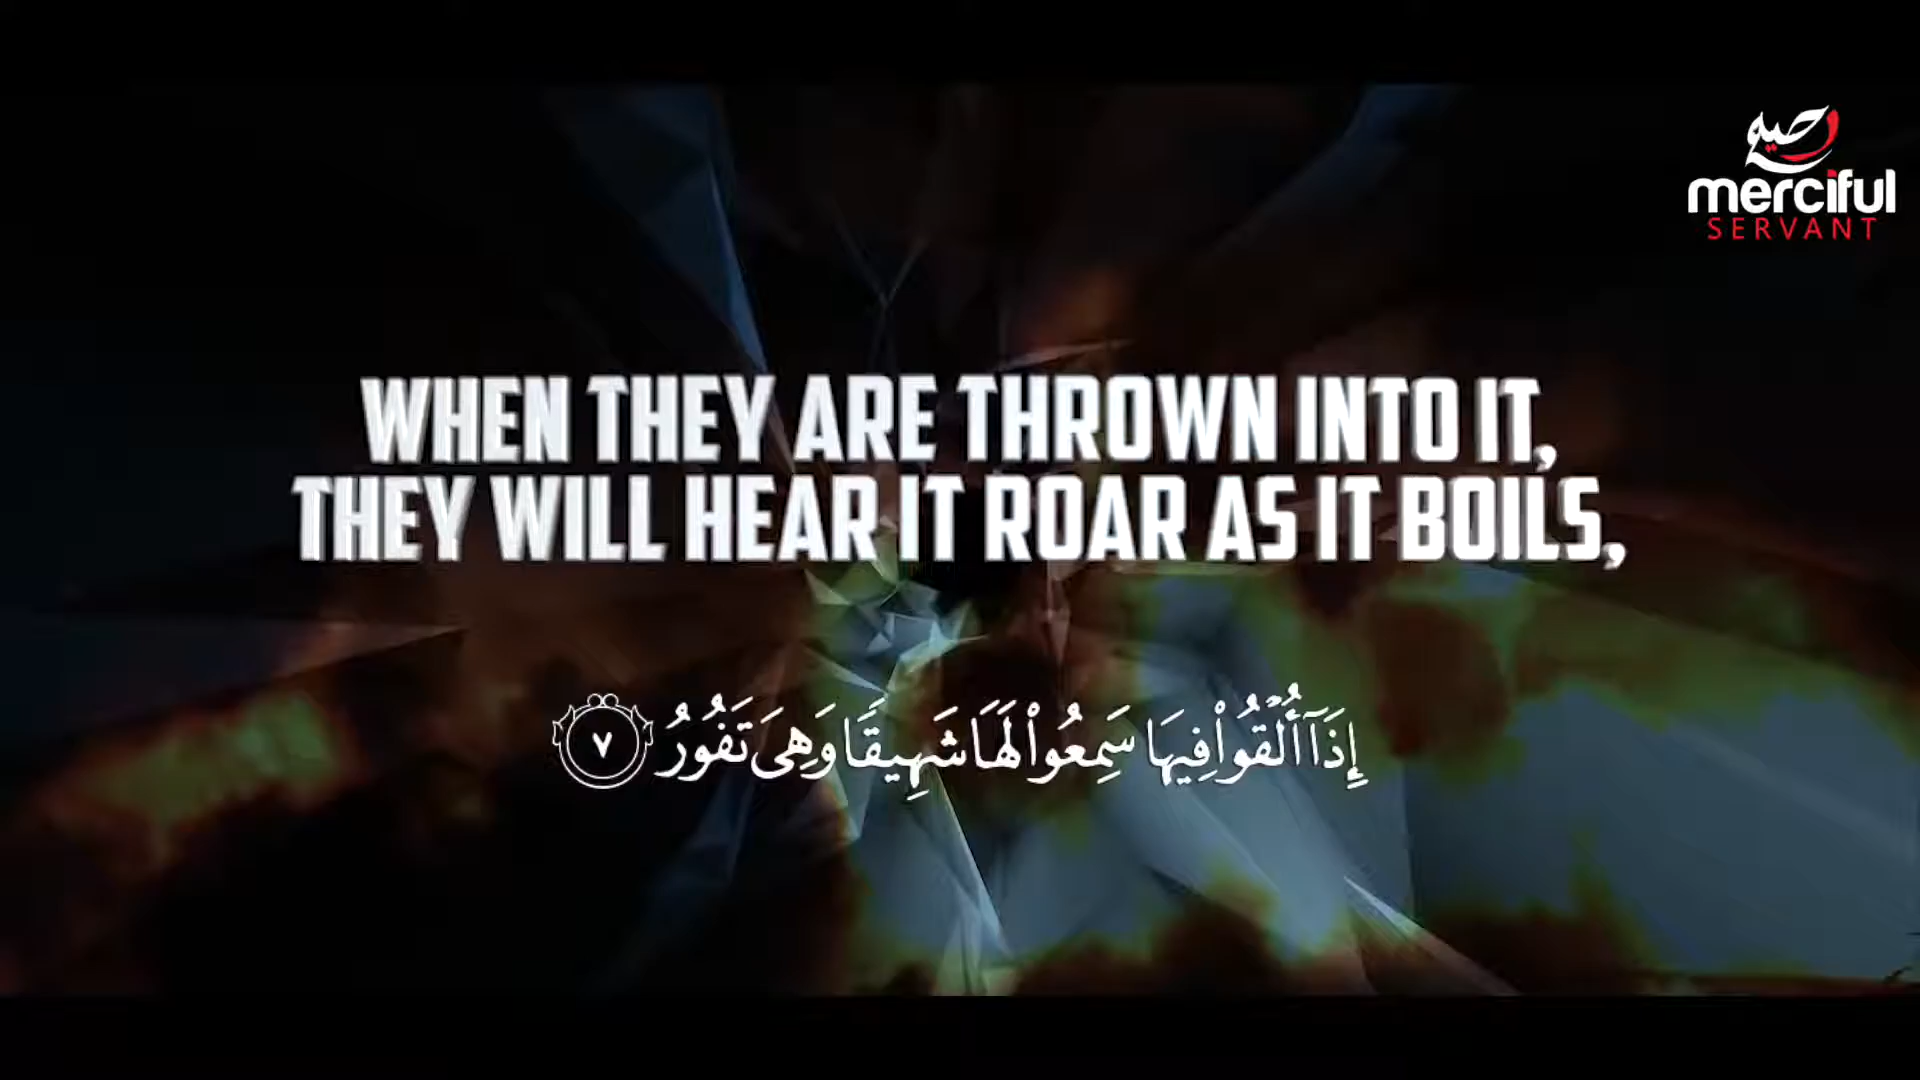 رحيم
merciful
SERVANT
WHEN THEY ARE THROWN INTO IT,
THEY WILL HEAR IT ROAR AS IT BOILS,
إِذَآ أُلْقُوا۟ فِيهَا سَمِعُوا۟ لَهَا شَهِيقًا وَهِىَ تَفُورُ ٧